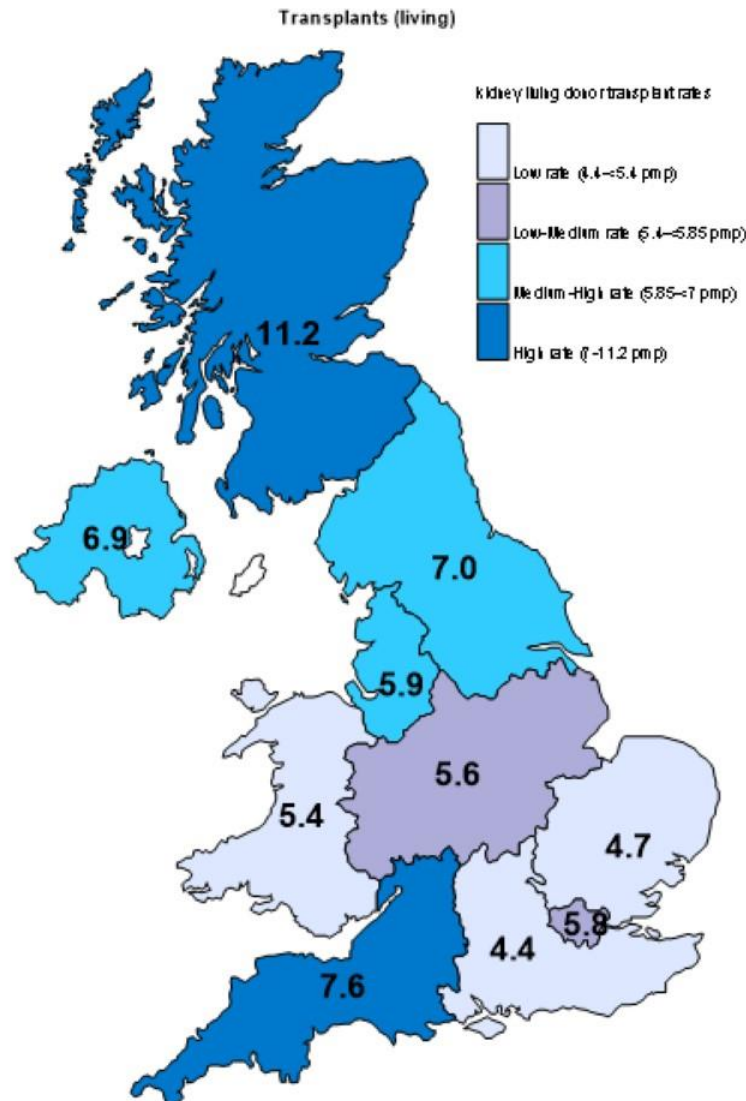 Transplants (living)
kidney living donor transplant rates
Low rate (4.4-<5.4 pmp)
Low-Medium rate (5.4-<5.85 pmp)
Medium-High rate (5.85-<7 pmp)
High rate (7-11.2 pmp)
11.2
6.9
7.0
5.9
5.6
5.4
4.7
5.8
4.4
7.6